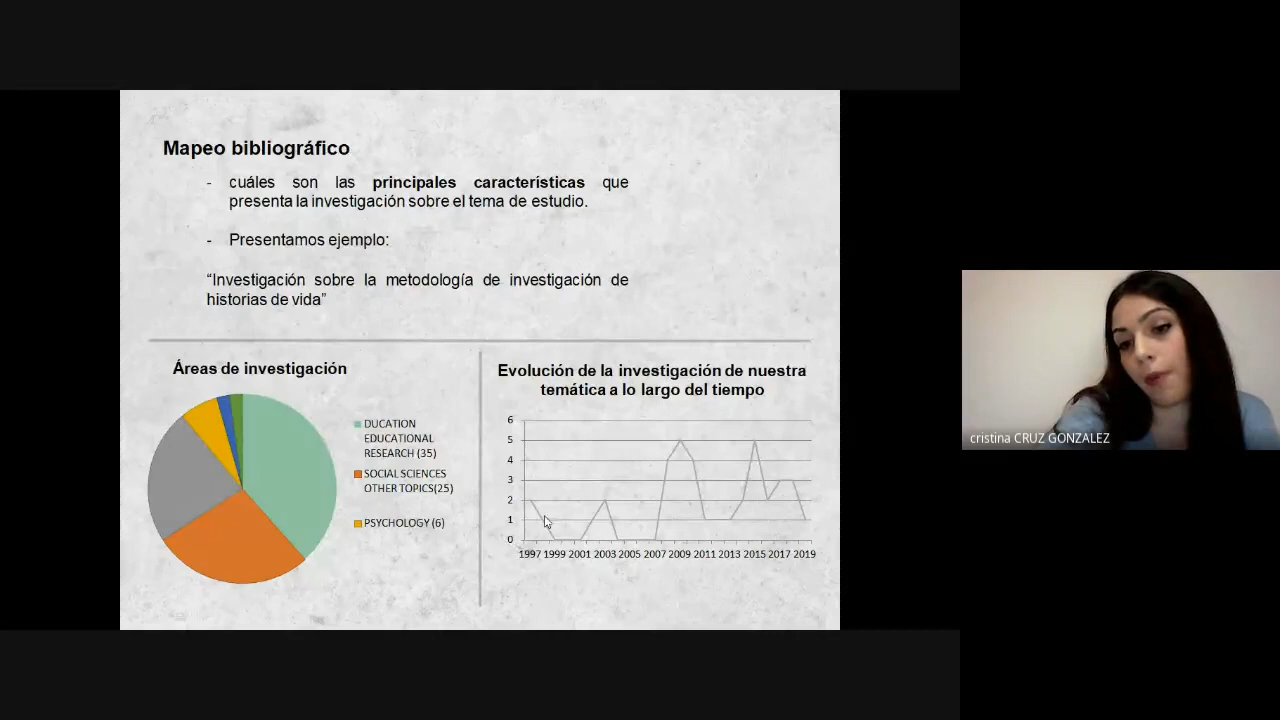 Mapeo bibliográfico
- cuáles son las principales características que
presenta la investigación sobre el tema de estudio.
- Presentamos ejemplo:
“Investigación sobre la metodología de investigación de
historias de vida”
Áreas de investigación
DUCATION
EDUCATIONAL
RESEARCH (35)
SOCIAL SCIENCES
OTHER TOPICS(25)
PSYCHOLOGY (6)
Evolución de la investigación de nuestra
temática a lo largo del tiempo
6
5
4
3
2
1
0
1997 1999 2001 2003 2005 2007 2009 2011 2013 2015 2017 2019
cristina CRUZ GONZALEZ